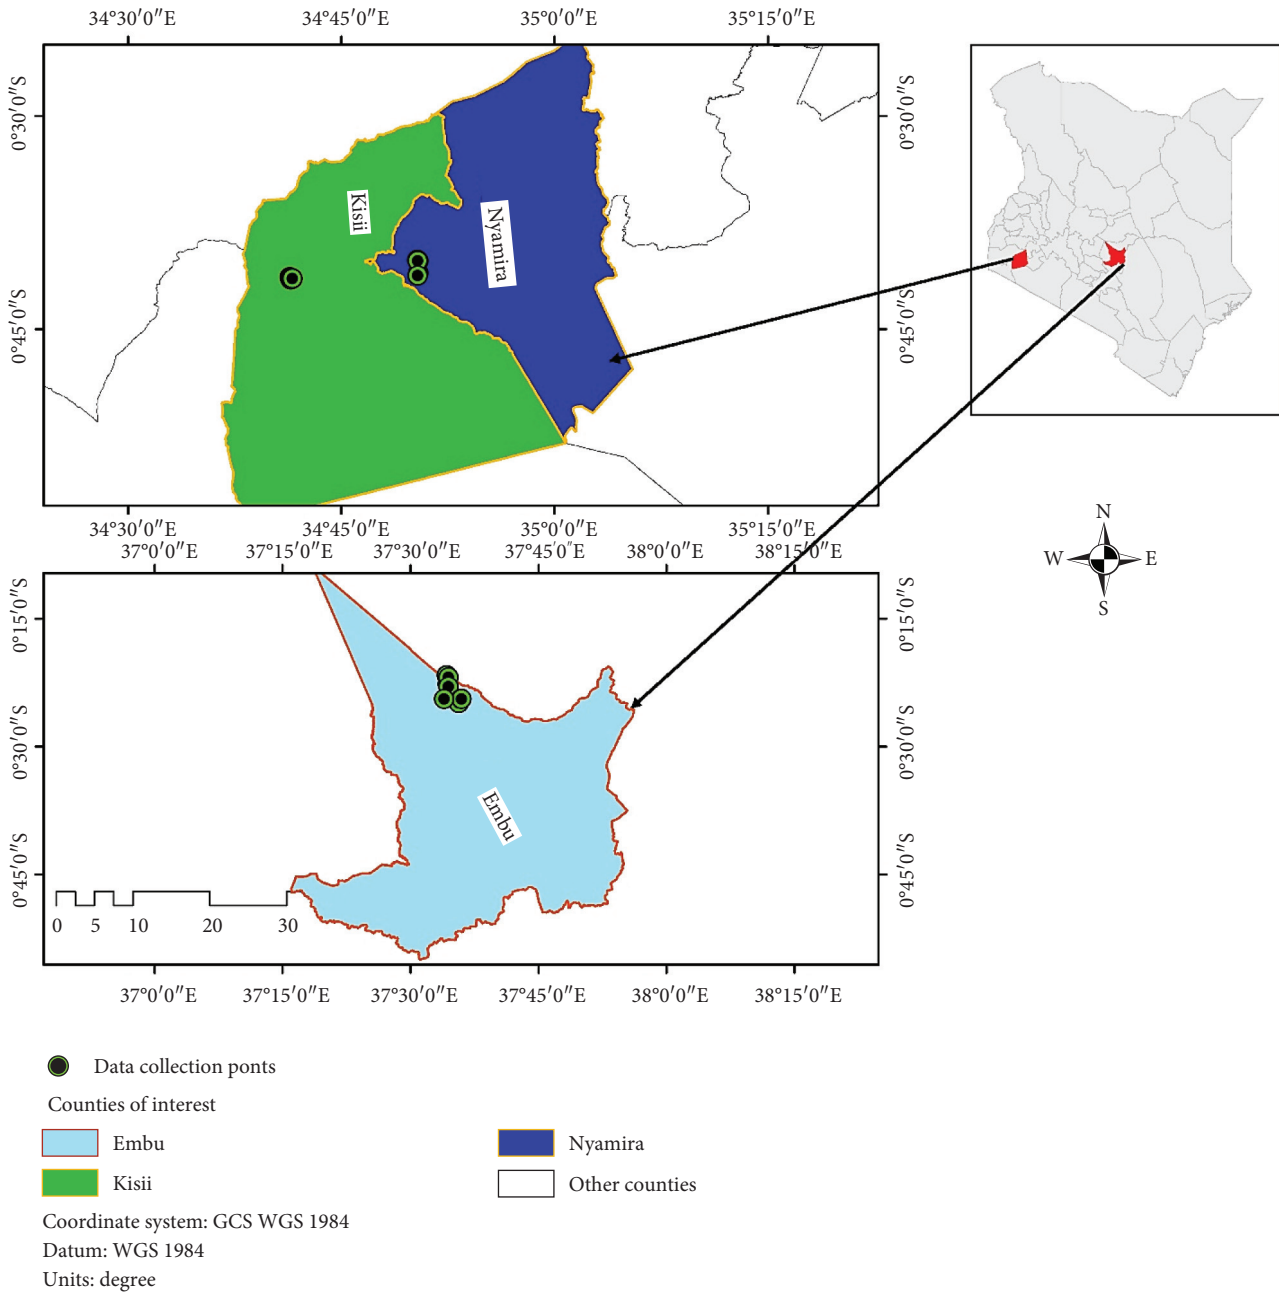 34°30′0″E 34°45′0″E 35°0′0″E 35°15′0″E
0°30′0″S 0°30′0″S
0°45′0″S 0°45′0″S
Kisii
Nyamira
34°30′0″E 34°45′0″E 35°0′0″E 35°15′0″E
37°0′0″E 37°15′0″E 37°30′0″E 37°45′0″E 38°0′0″E 38°15′0″E
N
W E
S
0°15′0″S 0°15′0″S
0°30′0″S 0°30′0″S
0°45′0″S 0°45′0″S
Embu
0 5 10 20 30
37°0′0″E 37°15′0″E 37°30′0″E 37°45′0″E 38°0′0″E 38°15′0″E
Data collection ponts
Counties of interest
Embu
Nyamira
Kisii
Other counties
Coordinate system: GCS WGS 1984
Datum: WGS 1984
Units: degree